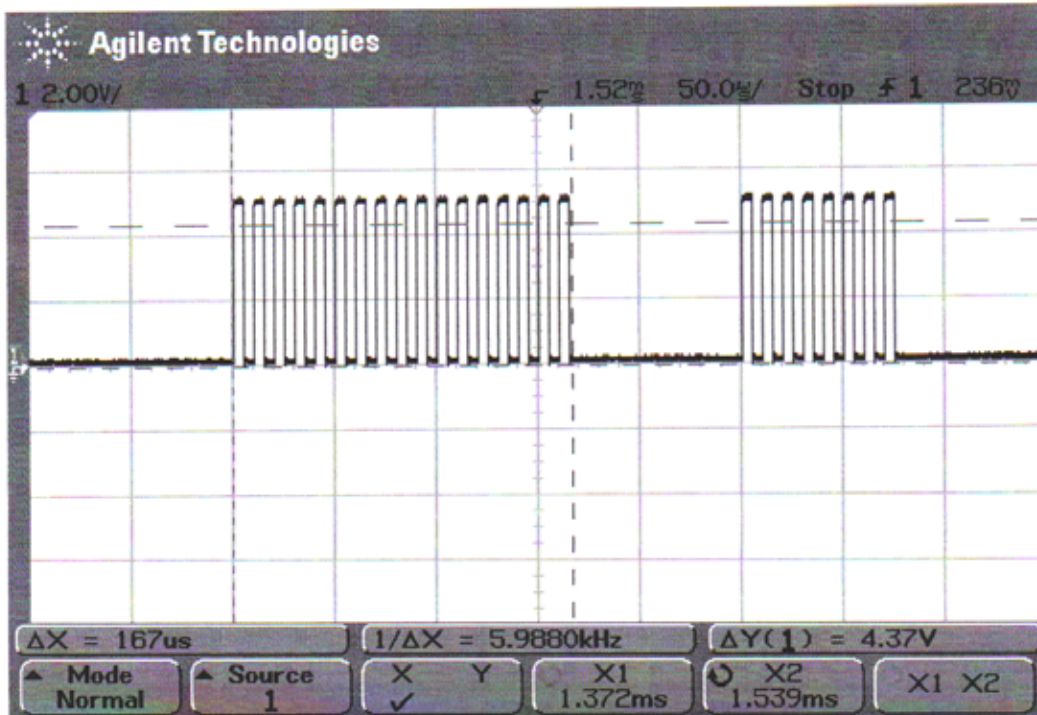 Agilent Technologies
1 2.00V/ 1.52ms 50.0us/ Stop 1 236mV
ΔX = 167us 1/ΔX = 5.9880kHz ΔY(1) = 4.37V
Mode Source X Y X1 X2 X1 X2
Normal 1 ✓ 1.372ms 1.539ms